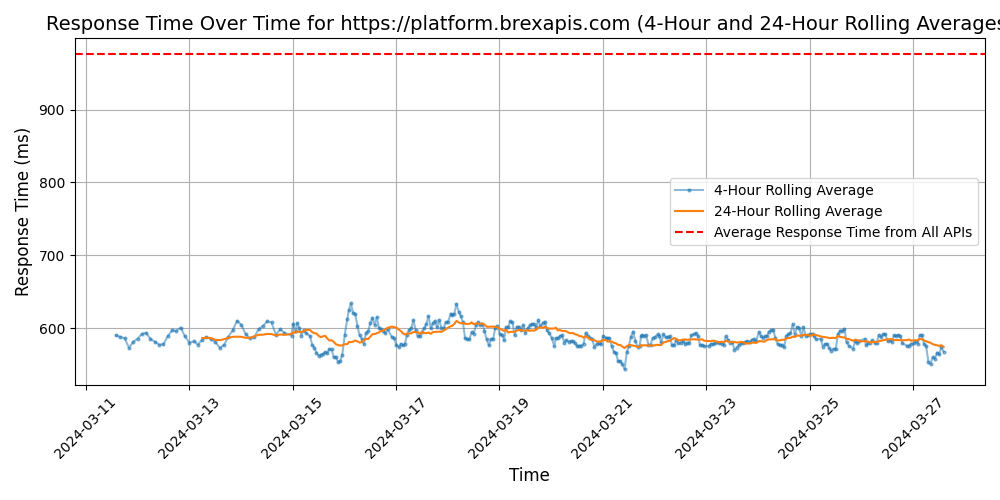 Response Time Over Time for https://platform.brexapis.com (4-Hour and 24-Hour Rolling Averages
Response Time (ms)
900
800
700
600
4-Hour Rolling Average
24-Hour Rolling Average
Average Response Time from All APIs
2024-03-11
2024-03-13
2024-03-15
2024-03-17
2024-03-19
2024-03-21
2024-03-23
2024-03-25
2024-03-27
Time